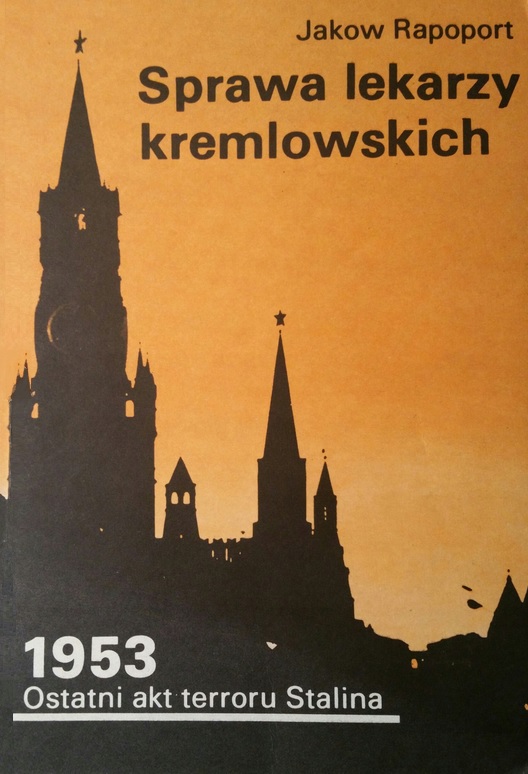 Jakow Rapoport
Sprawa lekarzy
kremlowskich
1953
Ostatni akt terroru Stalina